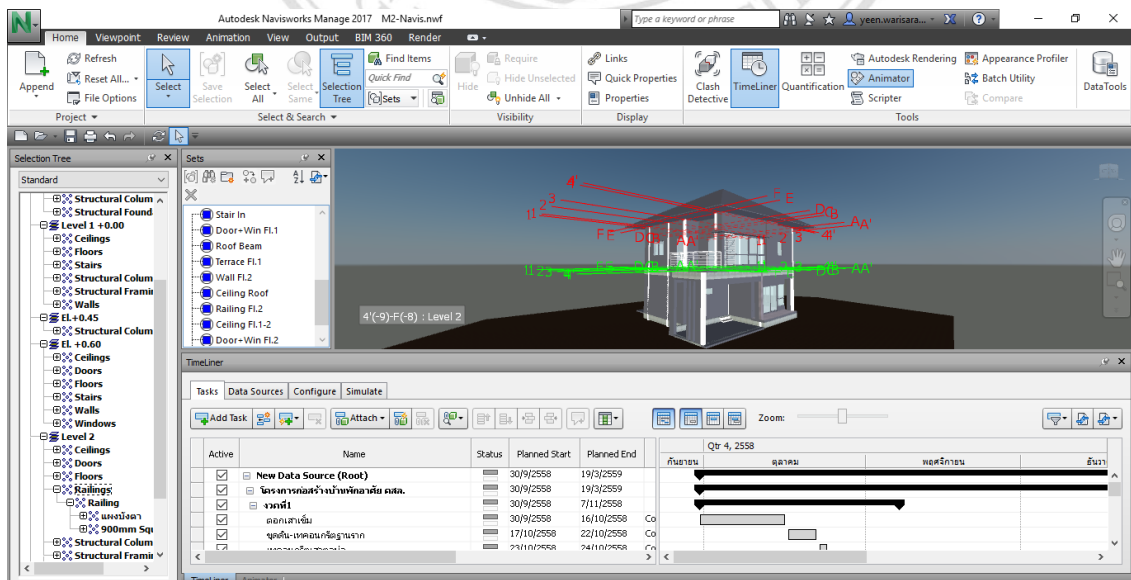 Autodesk Navisworks Manage 2017 M2-Navis.nwf
Type a keyword or phrase
yeen.warisara...
N
Home Viewpoint Review Animation View Output BIM 360 Render
Append
Refresh
Reset All...
File Options
Project
Select
Save Selection
Select All
Select Same
Selection Tree
Find Items
Quick Find
Sets
Select & Search
Hide
Require
Hide Unselected
Unhide All
Visibility
Links
Quick Properties
Properties
Display
Clash Detective
TimeLiner
Quantification
Autodesk Rendering
Animator
Scripter
Appearance Profiler
Batch Utility
Compare
Tools
DataTools
Selection Tree
Standard
Structural Colum
Structural Found
Level 1 +0.00
Ceilings
Floors
Stairs
Structural Colum
Structural Framin
Walls
El.+0.45
Structural Colum
El. +0.60
Ceilings
Doors
Floors
Stairs
Walls
Windows
Level 2
Ceilings
Doors
Floors
Railings
Railing
แผงบังตา
900mm Squ
Structural Colum
Structural Framin
Sets
Stair In
Door+Win Fl.1
Roof Beam
Terrace Fl.1
Wall Fl.2
Ceiling Roof
Railing Fl.2
Ceiling Fl.1-2
Door+Win Fl.2
4'(-9)-F(-8) : Level 2
TimeLiner
Tasks Data Sources Configure Simulate
Add Task
Attach
Zoom:
Active Name Status Planned Start Planned End
Qtr 4, 2558
กันยายน ตุลาคม พฤศจิกายน ธันวา
New Data Source (Root) 30/9/2558 19/3/2559
โครงการก่อสร้างบ้านพักอาศัย คสล. 30/9/2558 19/3/2559
งวดที่1 30/9/2558 7/11/2558
ตอกเสาเข็ม 30/9/2558 16/10/2558 Co
ขุดดิน-เทคอนกรีตฐานราก 17/10/2558 22/10/2558 Co
23/10/2558 24/10/2558 Co
TimeLiner Animator